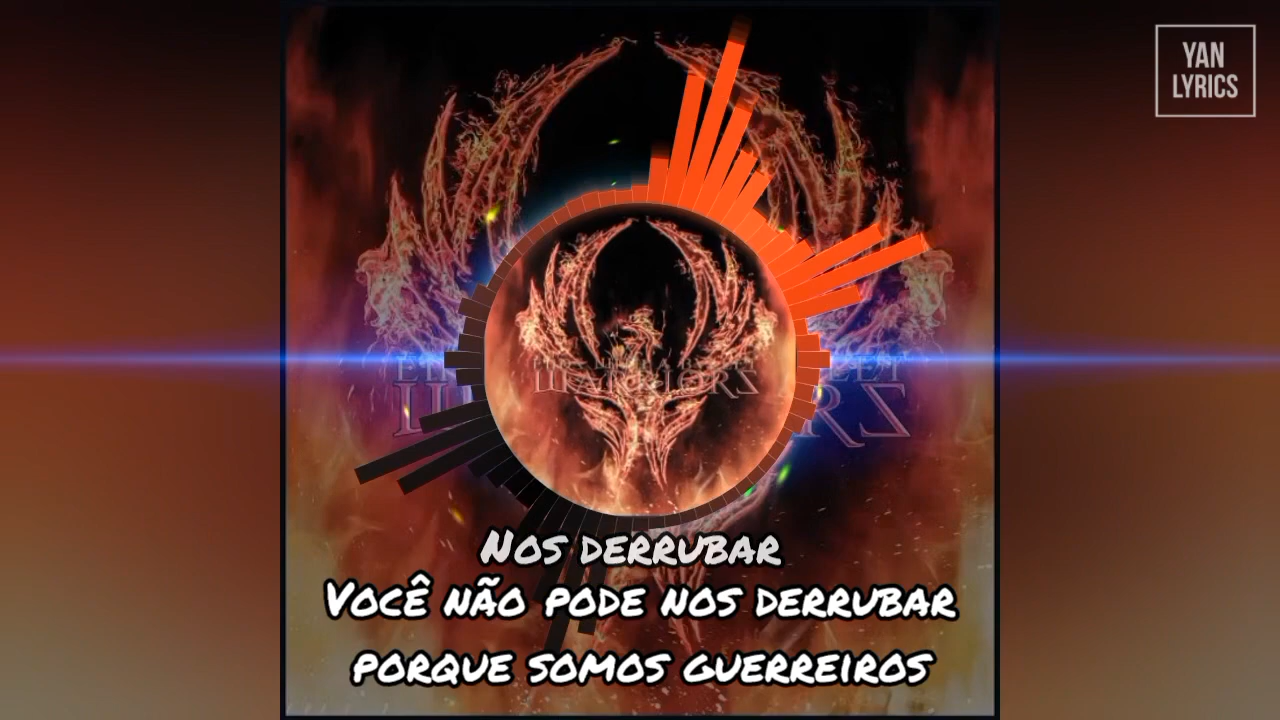 YAN
LYRICS
WARRIORS
Nos derrubar
Você não pode nos derrubar
porque somos guerreiros